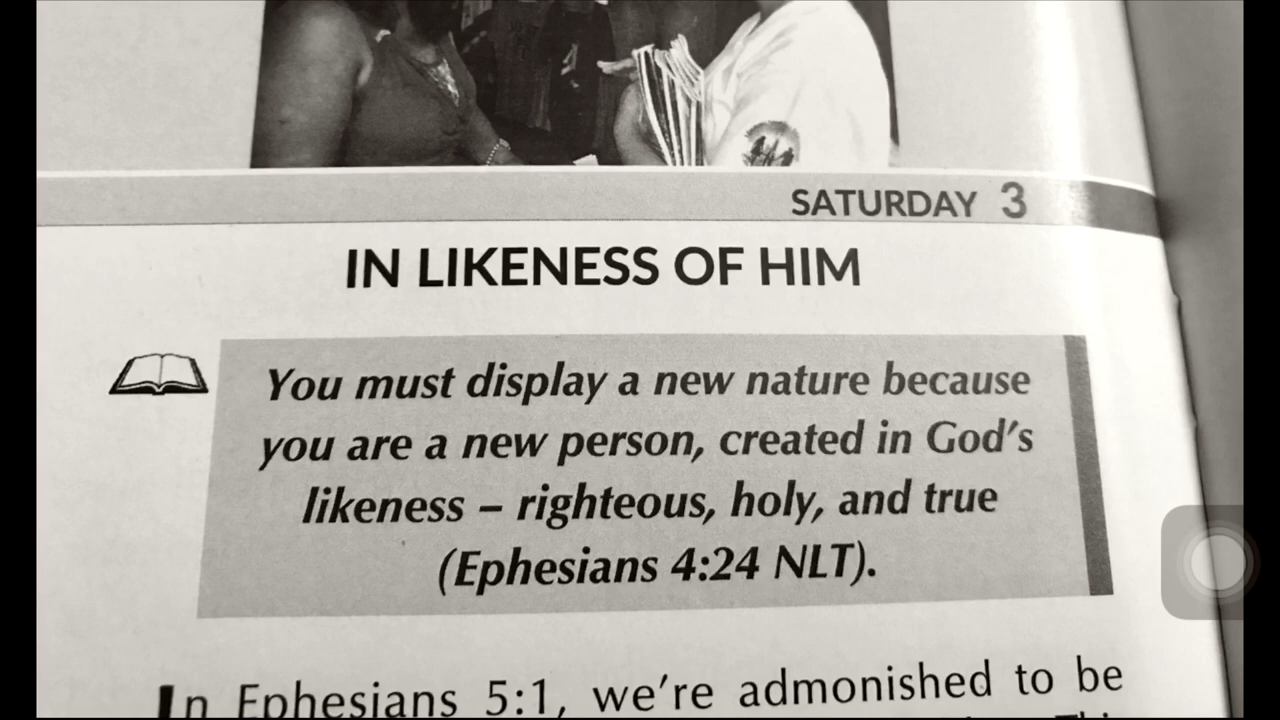 SATURDAY 3
IN LIKENESS OF HIM
You must display a new nature because
you are a new person, created in God's
likeness – righteous, holy, and true
(Ephesians 4:24 NLT).
In Ephesians 5:1, we're admonished to be